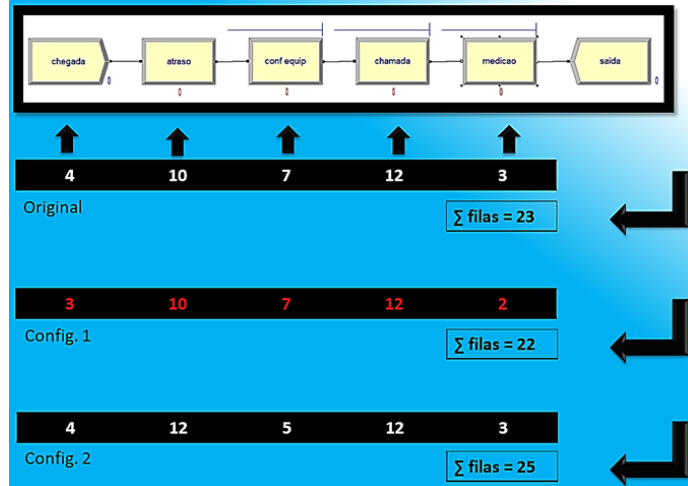 chegada atraso conf equip chamada medicao saida
0 0 0 0 0 0
4 10 7 12 3
Original
∑ filas = 23
3 10 7 12 2
Config. 1
∑ filas = 22
4 12 5 12 3
Config. 2
∑ filas = 25